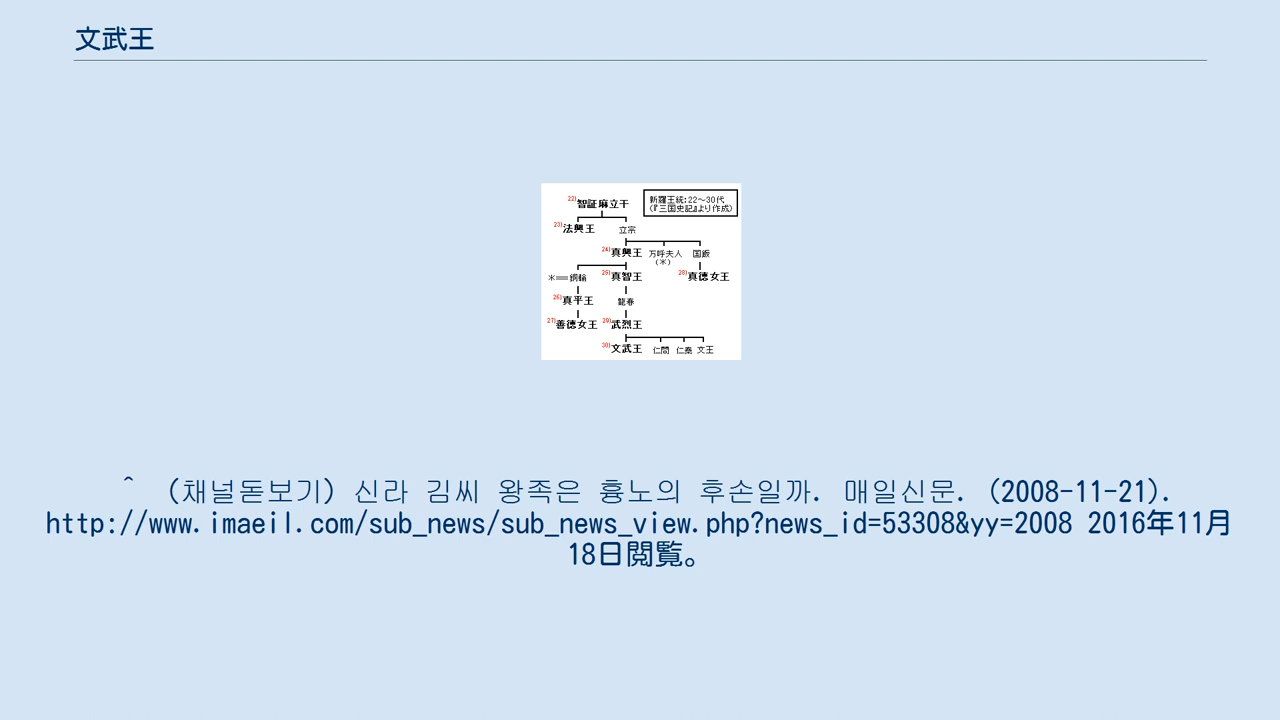 文武王
22)智証麻立干
新羅王統:22～30代
(『三国史記』より作成)
23)法興王 立宗
24)真興王 万呼夫人 国飯
(※)
※==銅輪 25)真智王 28)真徳女王
26)真平王 龍春
27)善徳女王 29)武烈王
30)文武王 仁問 仁泰 文王
^ (채널돋보기) 신라 김씨 왕족은 흉노의 후손일까. 매일신문. (2008-11-21).
http://www.imaeil.com/sub_news/sub_news_view.php?news_id=53308&yy=2008 2016年11月
18日閲覧。